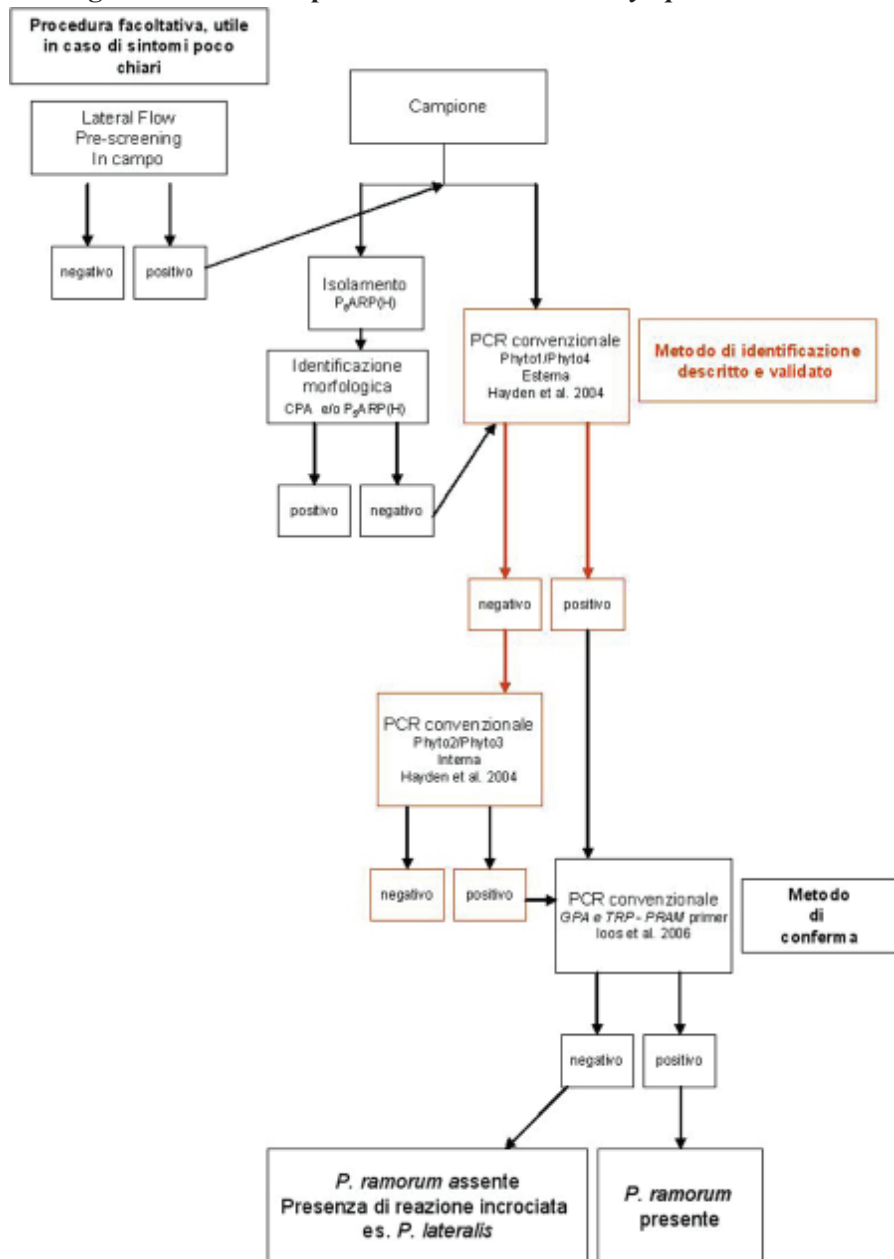 Procedura facoltativa, utile
in caso di sintomi poco
chiari
Campione
Lateral Flow
Pre-screening
In campo
negativo
positivo
Isolamento
P₅ARP(H)
Identificazione
morfologica
CPA e/o P₅ARP(H)
positivo
negativo
PCR convenzionale
Phyto1/Phyto4
Esterna
Hayden et al. 2004
Metodo di identificazione
descritto e validato
negativo
positivo
PCR convenzionale
Phyto2/Phyto3
Interna
Hayden et al. 2004
negativo
positivo
PCR convenzionale
GPA e TRP - PRAM primer
Ioos et al. 2006
Metodo
di
conferma
negativo
positivo
P. ramorum assente
Presenza di reazione incrociata
es. P. lateralis
P. ramorum
presente